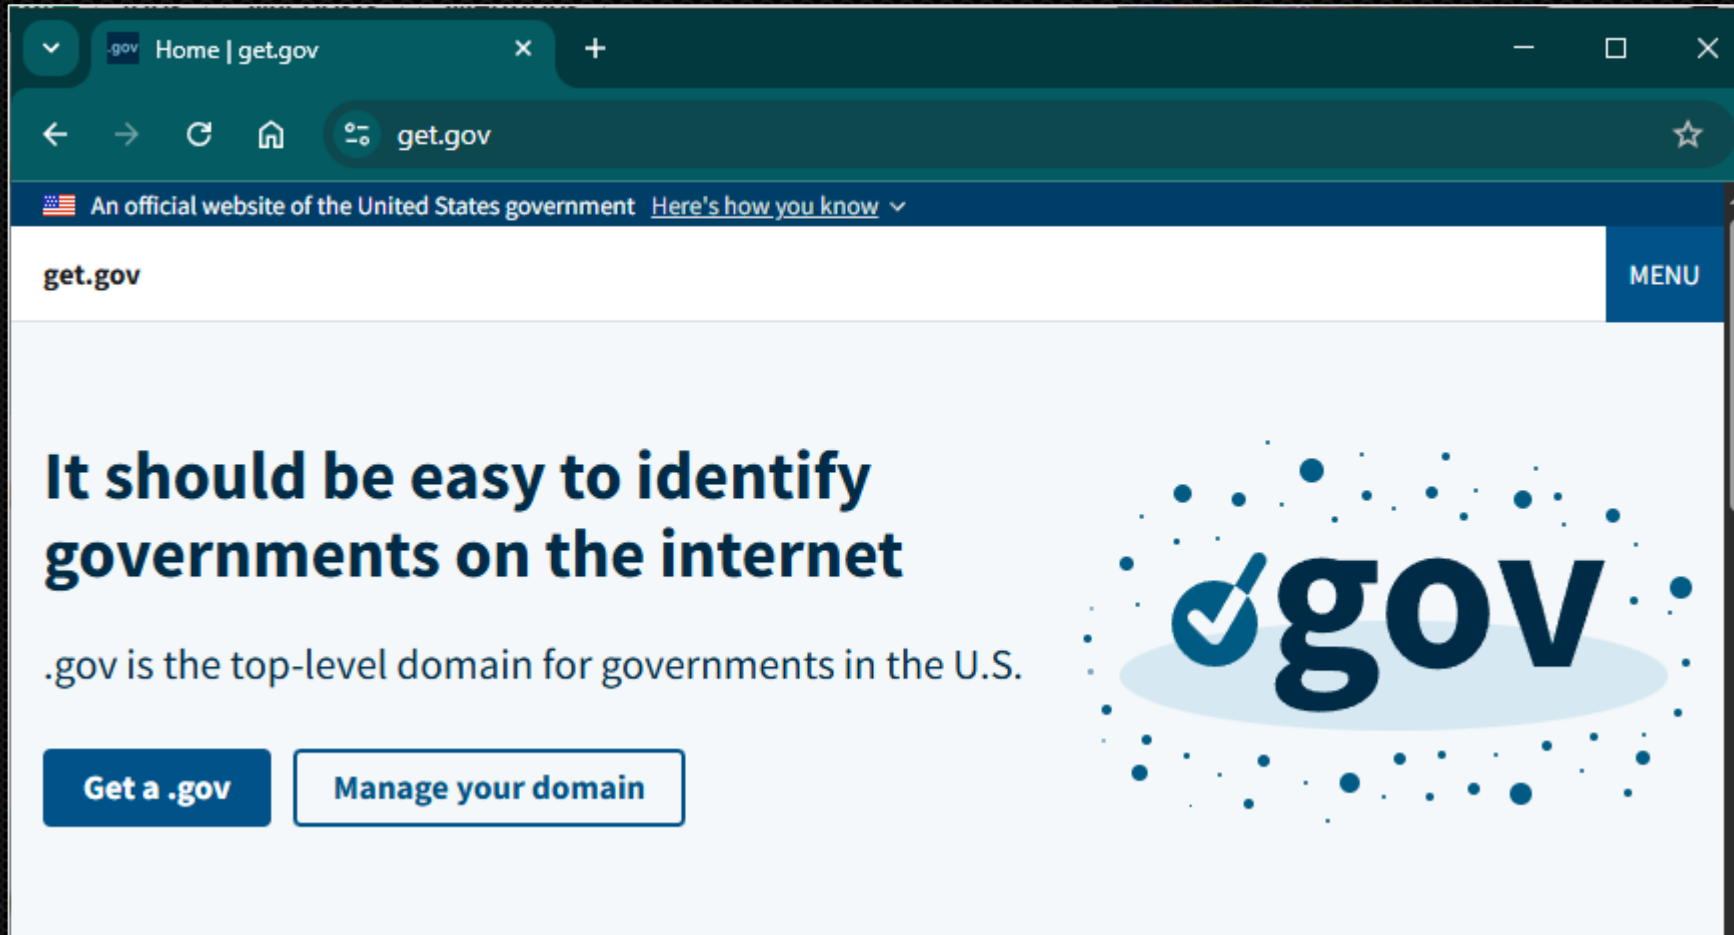 .gov Home | get.gov
get.gov
An official website of the United States government Here's how you know
get.gov
MENU
It should be easy to identify
governments on the internet
.gov is the top-level domain for governments in the U.S.
Get a .gov
Manage your domain
gov